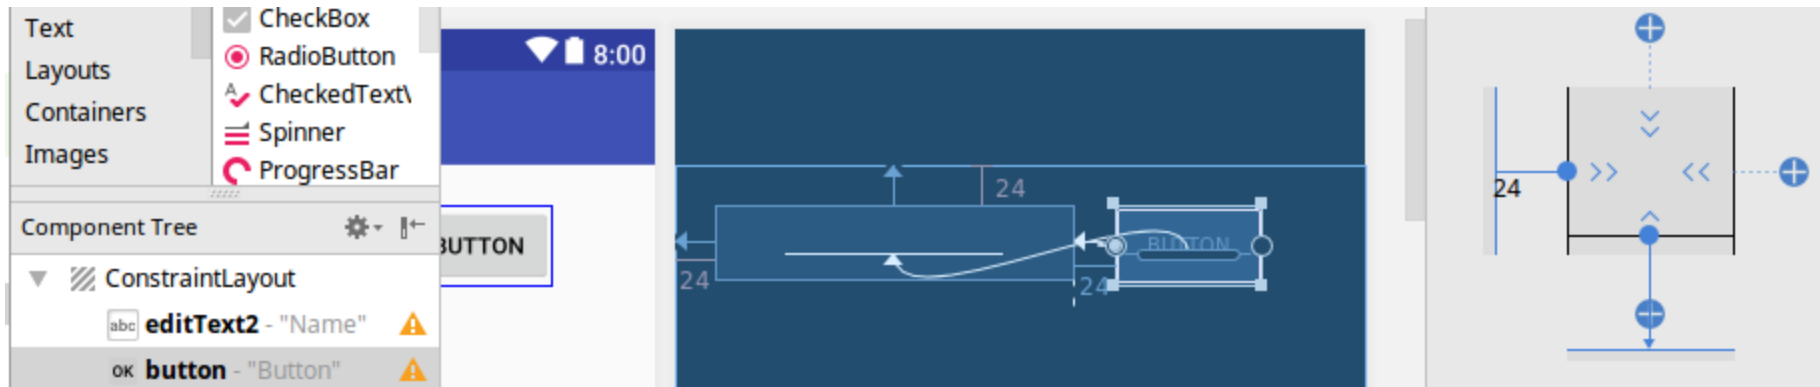 Text
Layouts
Containers
Images
CheckBox
RadioButton
CheckedText
Spinner
ProgressBar
Component Tree
ConstraintLayout
abc editText2 - "Name"
OK button - "Button"
8:00
BUTTON
24
24
24
BUTTON
24